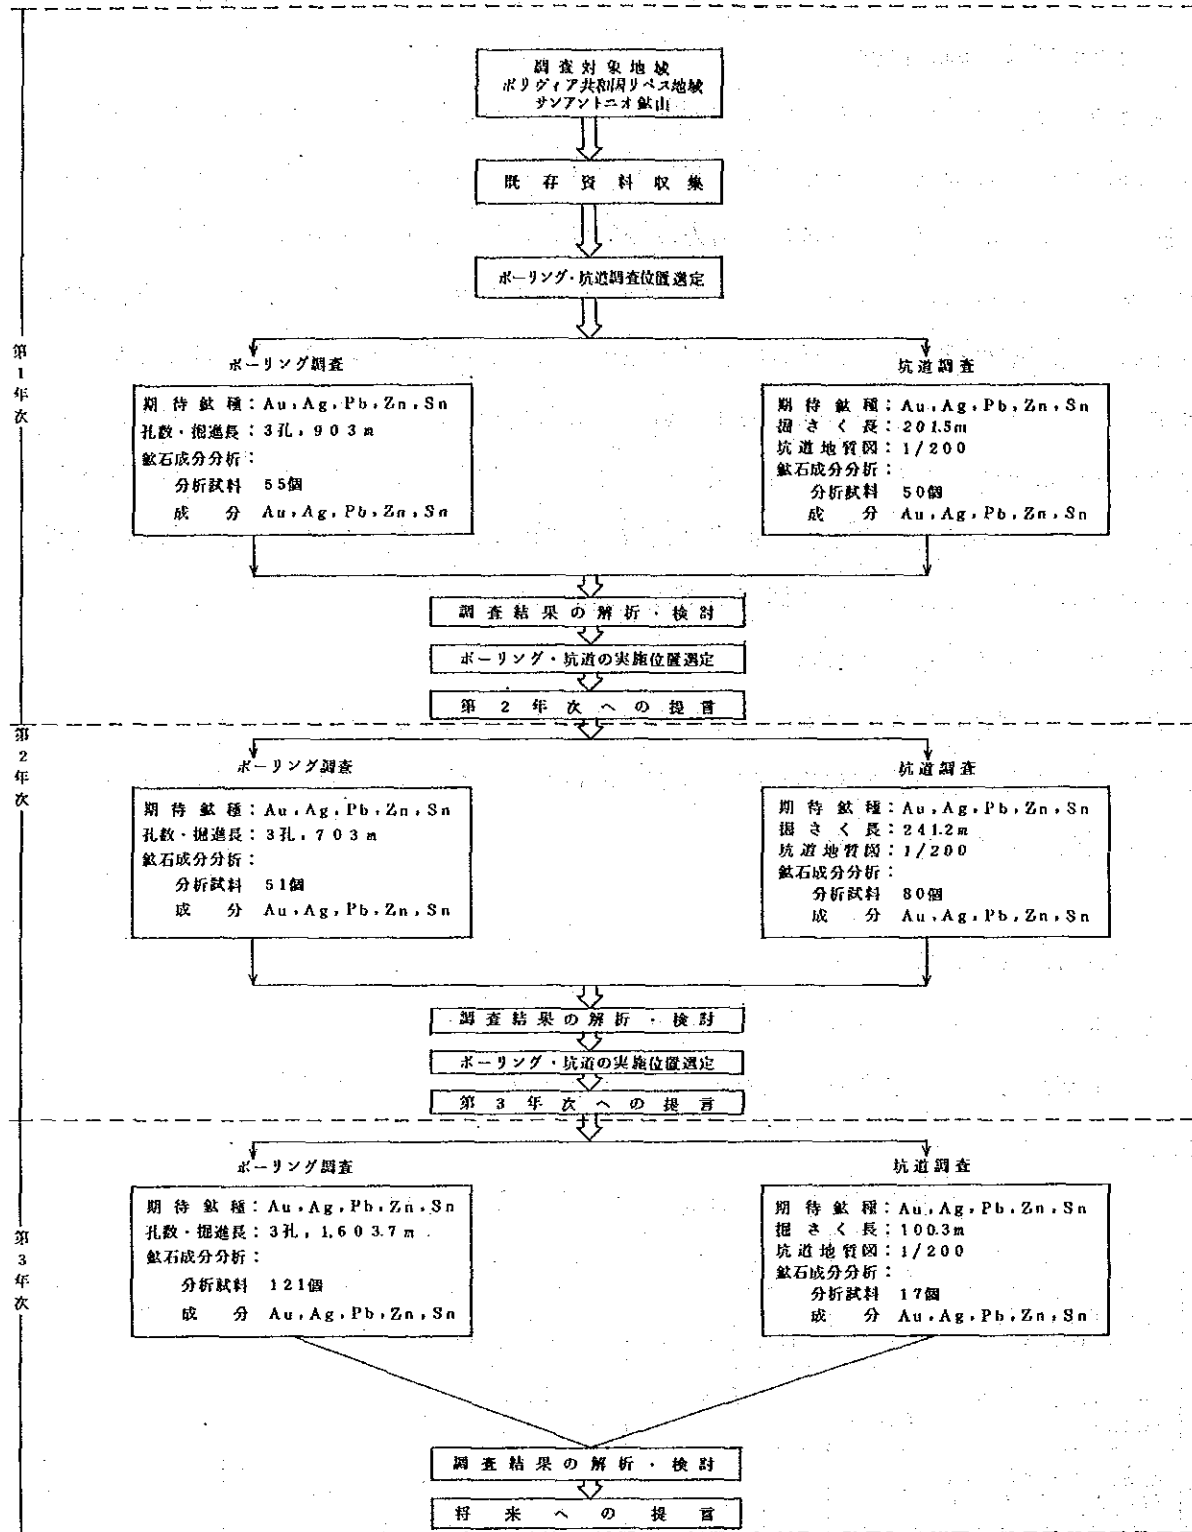 調査対象地域
ボリヴィア共和国リペス地域
サンアントニオ鉱山
既存資料収集
ボーリング・坑道調査位置選定
第1年次
ボーリング調査
期待鉱種：Au，Ag，Pb，Zn，Sn
孔数・掘進長：3孔，903m
鉱石成分分析：
分析試料 55個
成分 Au，Ag，Pb，Zn，Sn
坑道調査
期待鉱種：Au，Ag，Pb，Zn，Sn
掘さく長：201.5m
坑道地質図：1/200
鉱石成分分析：
分析試料 50個
成分 Au，Ag，Pb，Zn，Sn
調査結果の解析・検討
ボーリング・坑道の実施位置選定
第2年次への提言
第2年次
ボーリング調査
期待鉱種：Au，Ag，Pb，Zn，Sn
孔数・掘進長：3孔，703m
鉱石成分分析：
分析試料 51個
成分 Au，Ag，Pb，Zn，Sn
坑道調査
期待鉱種：Au，Ag，Pb，Zn，Sn
掘さく長：241.2m
坑道地質図：1/200
鉱石成分分析：
分析試料 80個
成分 Au，Ag，Pb，Zn，Sn
調査結果の解析・検討
ボーリング・坑道の実施位置選定
第3年次への提言
第3年次
ボーリング調査
期待鉱種：Au，Ag，Pb，Zn，Sn
孔数・掘進長：3孔，1,603.7m
鉱石成分分析：
分析試料 121個
成分 Au，Ag，Pb，Zn，Sn
坑道調査
期待鉱種：Au，Ag，Pb，Zn，Sn
掘さく長：100.3m
坑道地質図：1/200
鉱石成分分析：
分析試料 17個
成分 Au，Ag，Pb，Zn，Sn
調査結果の解析・検討
将来への提言